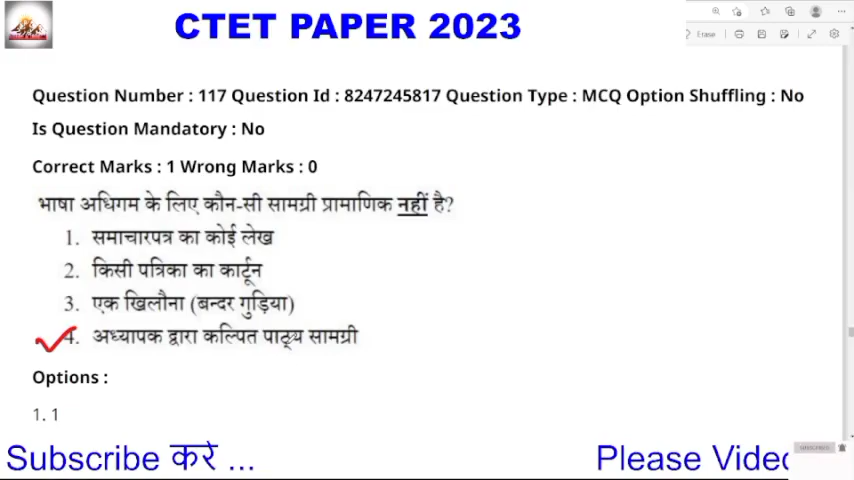 CTET PAPER 2023
Erase
Question Number : 117 Question Id : 8247245817 Question Type : MCQ Option Shuffling : No
Is Question Mandatory : No
Correct Marks : 1 Wrong Marks : 0
भाषा अधिगम के लिए कौन-सी सामग्री प्रामाणिक नहीं है?
1. समाचारपत्र का कोई लेख
2. किसी पत्रिका का कार्टून
3. एक खिलौना (बन्दर गुड़िया)
4. अध्यापक द्वारा कल्पित पाठ्य सामग्री
Options :
1. 1
Subscribe करे ... Please Video